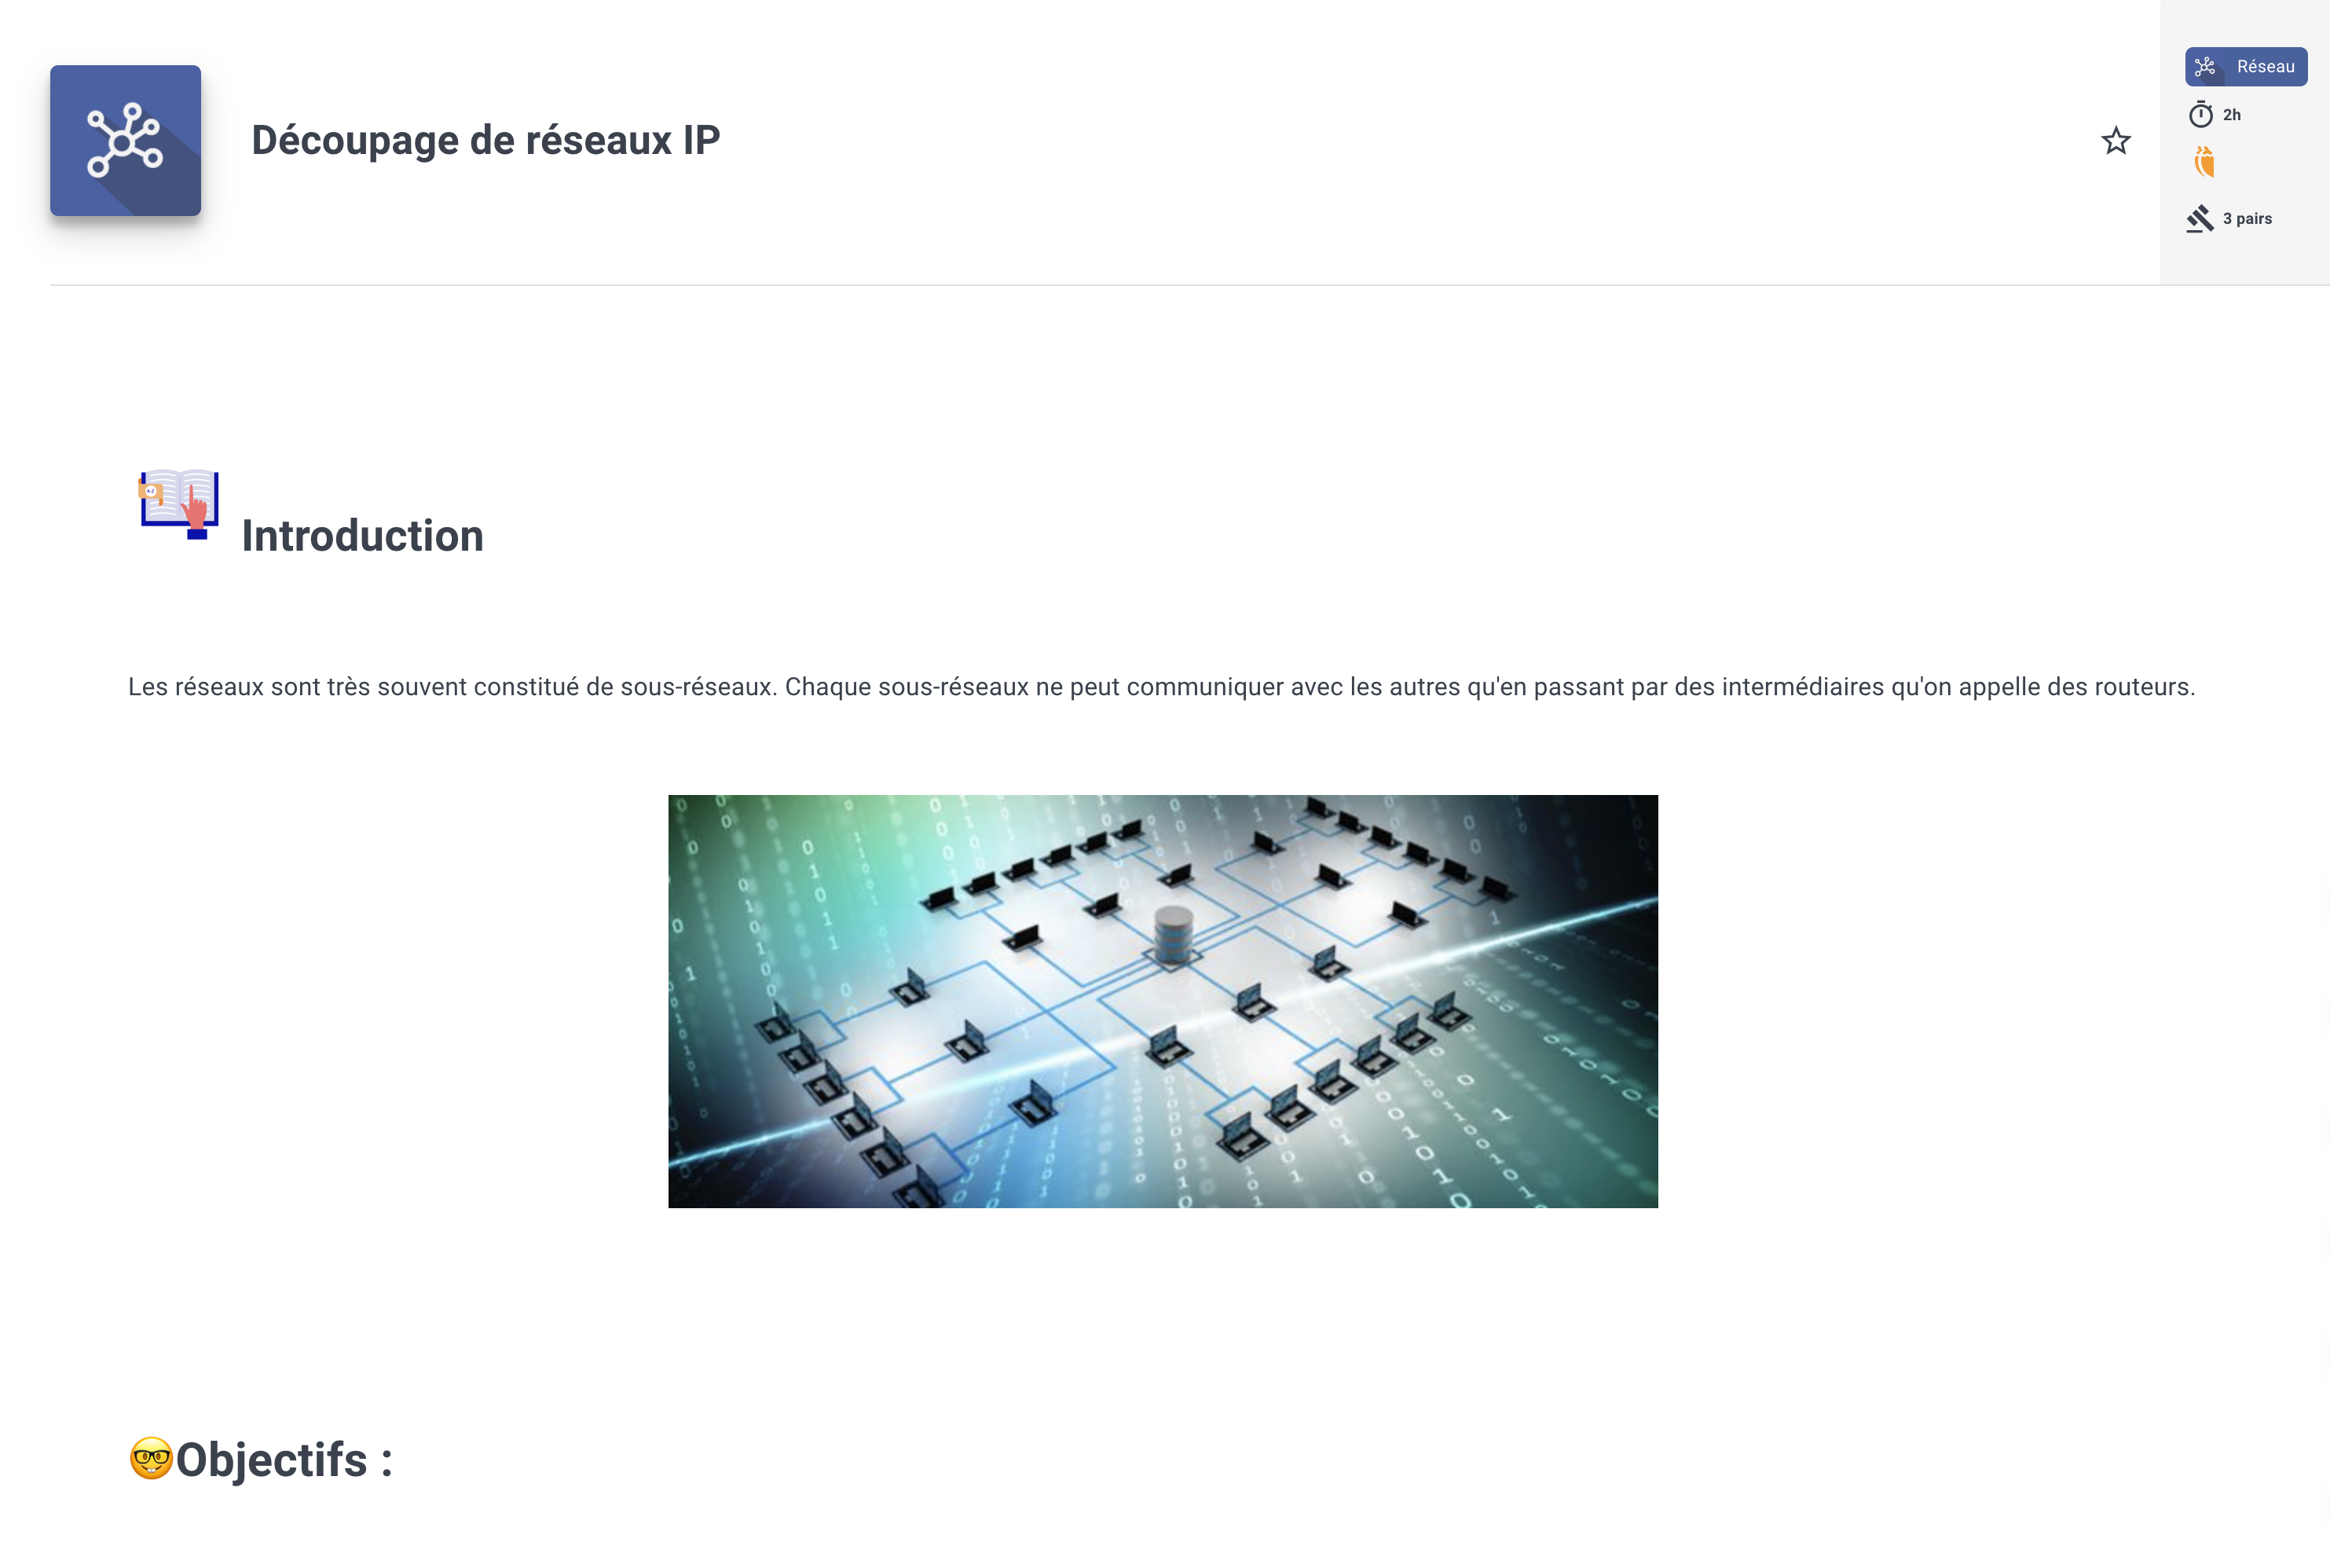 Découpage de réseaux IP
Réseau
2h
3 pairs
Introduction
Les réseaux sont très souvent constitué de sous-réseaux. Chaque sous-réseaux ne peut communiquer avec les autres qu'en passant par des intermédiaires qu'on appelle des routeurs.
Objectifs :